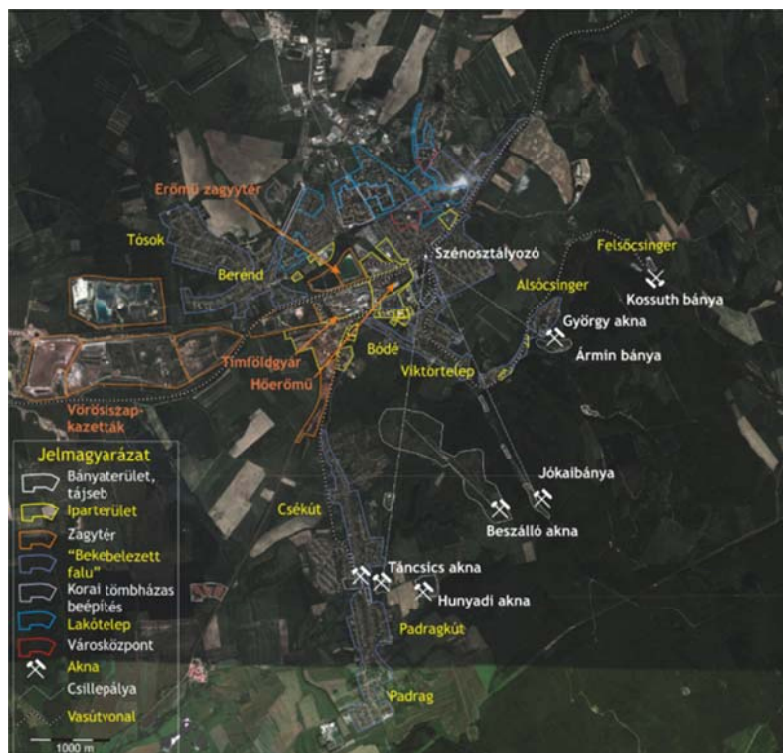 Erőmű zagyytér
Tósok
Szénosztályozó
Felsőcsinger
Berend
Alsócsinger
Kossuth bánya
György akna
Tímföldgyár
Bódé
Ármin bánya
Hőerőmű
Viktortelep
Vörösiszap-
kazetták
Jelmagyarázat
Bányaterület,
tájseb
Iparterület
Zagytér
"Bekebelezett
falu"
Korai tömbházas
beépítés
Lakótelep
Városközpont
Akna
Csillepálya
Vasútvonal
1000 m
Csékút
Jókaibánya
Beszálló akna
Táncsics akna
Hunyadi akna
Padragkút
Padrag